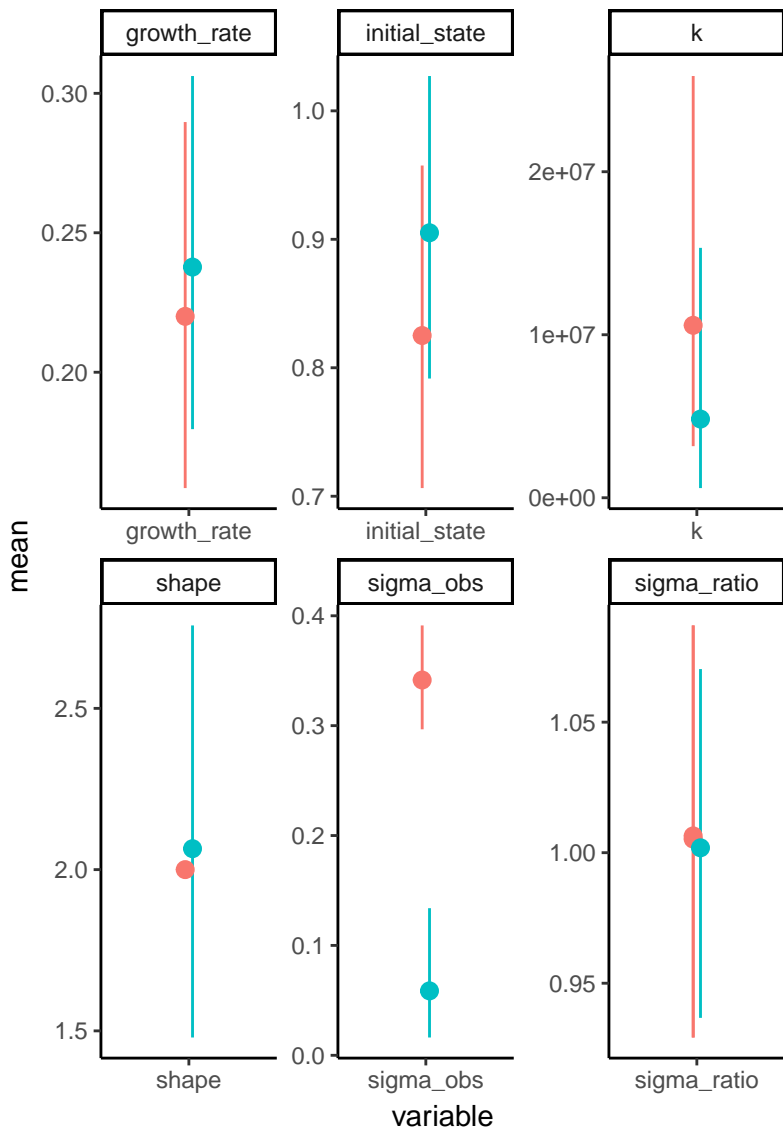 growth_rate
initial_state
k
0.30
0.25
0.20
growth_rate
1.0
0.9
0.8
0.7
initial_state
2e+07
1e+07
0e+00
k
mean
shape
sigma_obs
sigma_ratio
2.5
2.0
1.5
shape
0.4
0.3
0.2
0.1
0.0
sigma_obs
1.05
1.00
0.95
sigma_ratio
variable